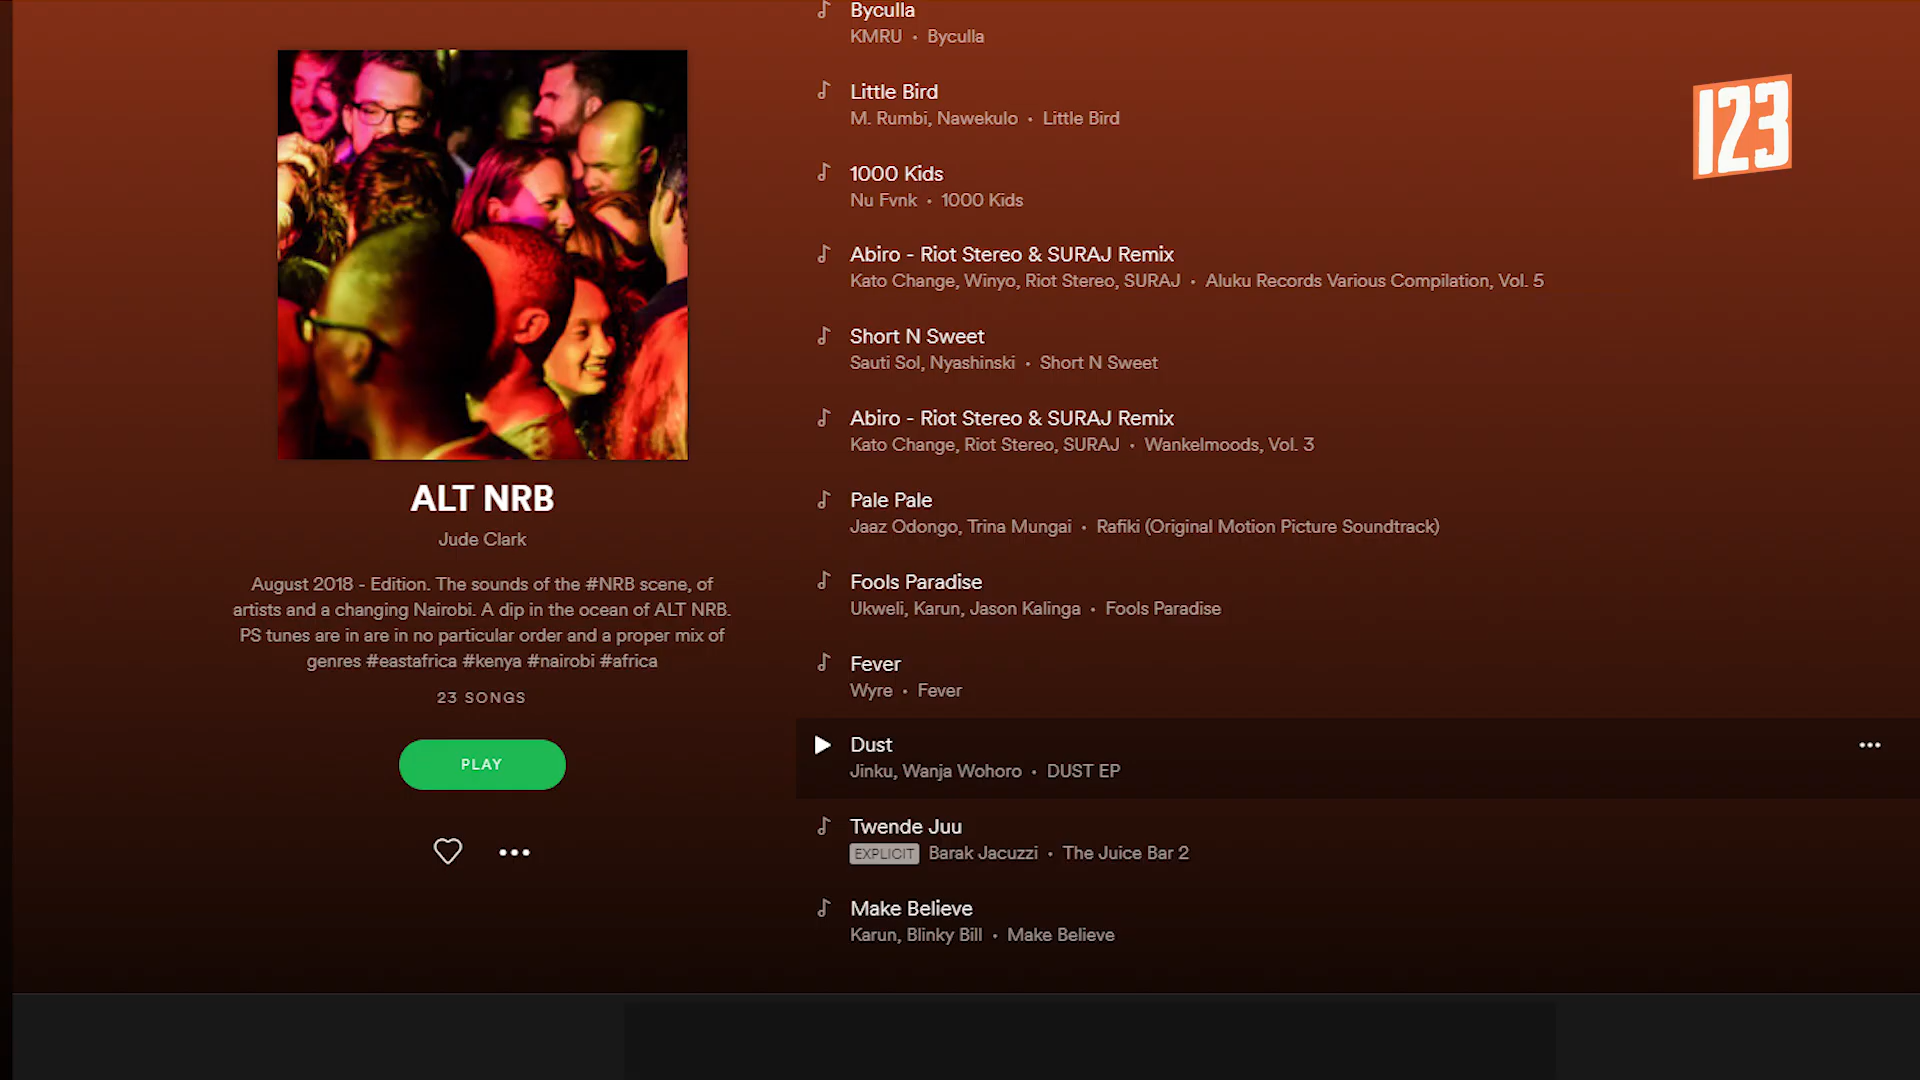 ALT NRB
Jude Clark
August 2018 - Edition. The sounds of the #NRB scene, of
artists and a changing Nairobi. A dip in the ocean of ALT NRB.
PS tunes are in are in no particular order and a proper mix of
genres #eastafrica #kenya #nairobi #africa
23 SONGS
PLAY
Byculla
KMRU • Byculla
Little Bird
M. Rumbi, Nawekulo • Little Bird
1000 Kids
Nu Fvnk • 1000 Kids
Abiro - Riot Stereo & SURAJ Remix
Kato Change, Winyo, Riot Stereo, SURAJ • Aluku Records Various Compilation, Vol. 5
Short N Sweet
Sauti Sol, Nyashinski • Short N Sweet
Abiro - Riot Stereo & SURAJ Remix
Kato Change, Riot Stereo, SURAJ • Wankelmoods, Vol. 3
Pale Pale
Jaaz Odongo, Trina Mungai • Rafiki (Original Motion Picture Soundtrack)
Fools Paradise
Ukweli, Karun, Jason Kalinga • Fools Paradise
Fever
Wyre • Fever
Dust
Jinku, Wanja Wohoro • DUST EP
Twende Juu
EXPLICIT Barak Jacuzzi • The Juice Bar 2
Make Believe
Karun, Blinky Bill • Make Believe
123